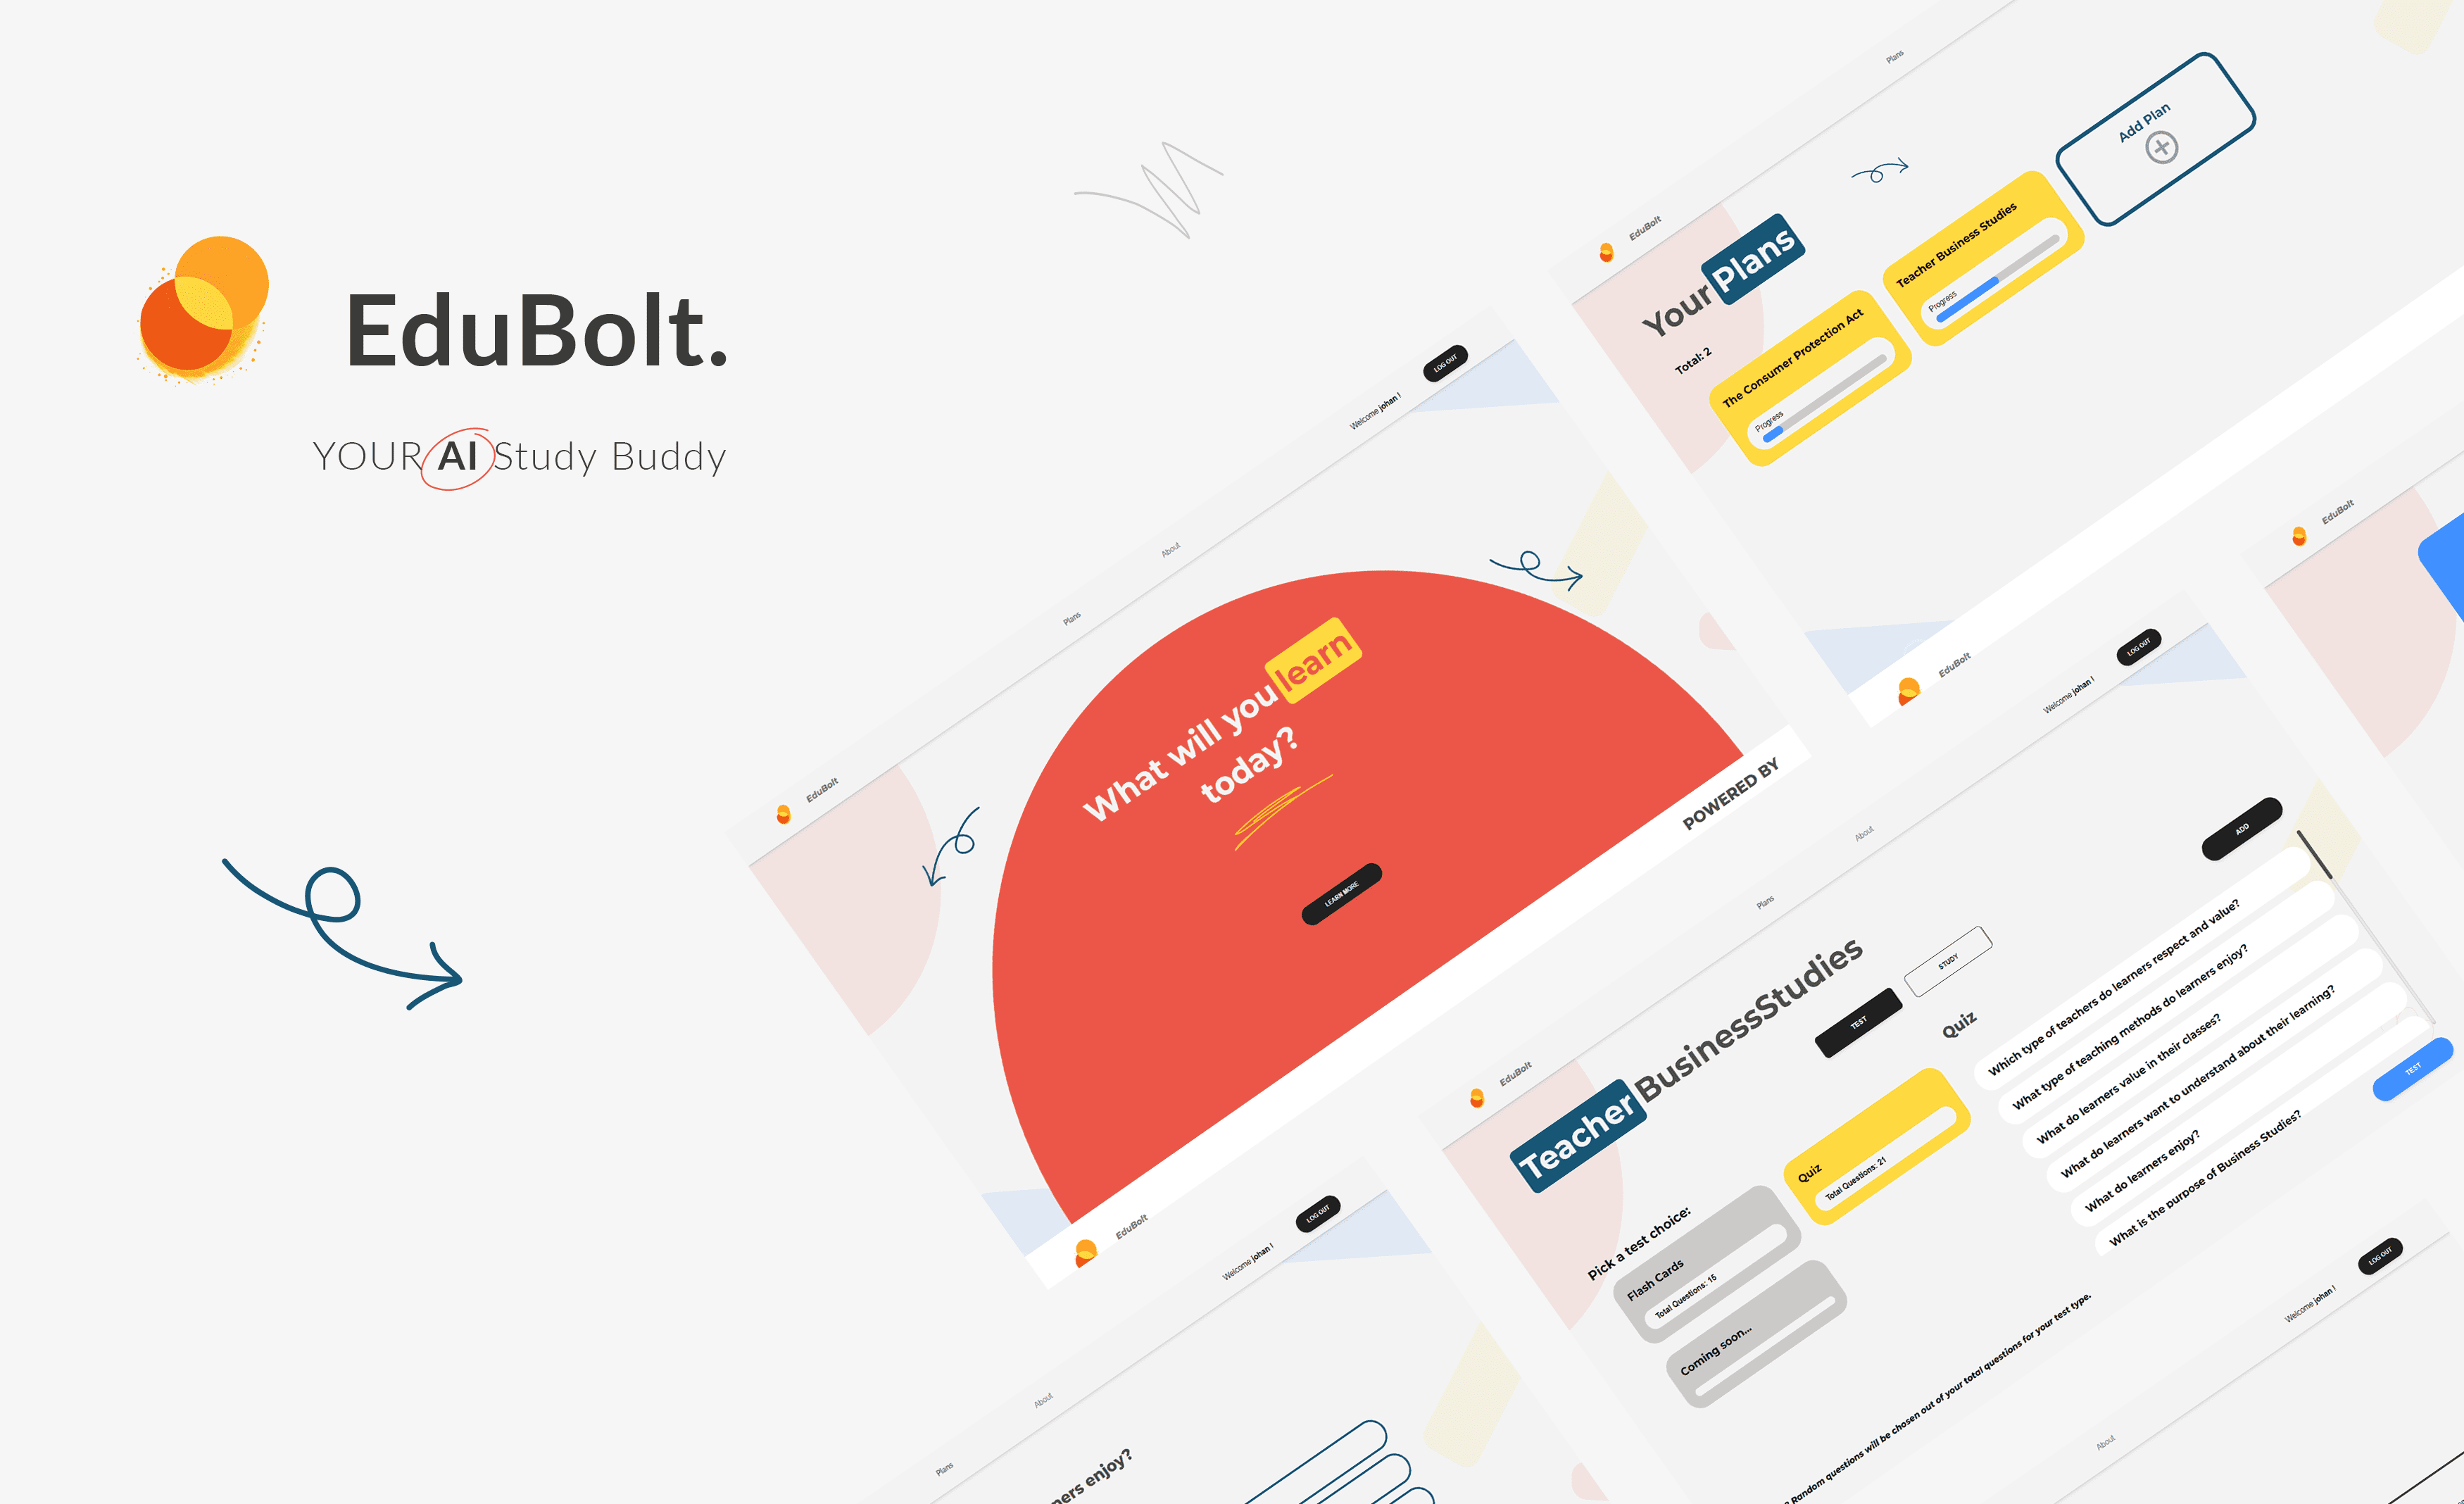 EduBolt.
YOUR AI Study Buddy
EduBolt
Plans
About
Welcome johan !
LOG OUT
What will you learn
today?
LEARN MORE
POWERED BY
EduBolt
EduBolt
Plans
Your Plans
Total: 2
The Consumer Protection Act
Progress
Teacher Business Studies
Progress
Add Plan
EduBolt
EduBolt
Plans
About
Welcome johan !
LOG OUT
Teacher BusinessStudies
TEST
STUDY
Pick a test choice:
Flash Cards
Total Questions: 15
Quiz
Total Questions: 21
Coming soon...
Quiz
ADD
Which type of teachers do learners respect and value?
What type of teaching methods do learners enjoy?
What do learners value in their classes?
What do learners want to understand about their learning?
What do learners enjoy?
What is the purpose of Business Studies?
TEST
Random questions will be chosen out of your total questions for your test type.
EduBolt
Plans
About
Welcome johan !
LOG OUT
enjoy?
About
Welcome johan !
LOG OUT